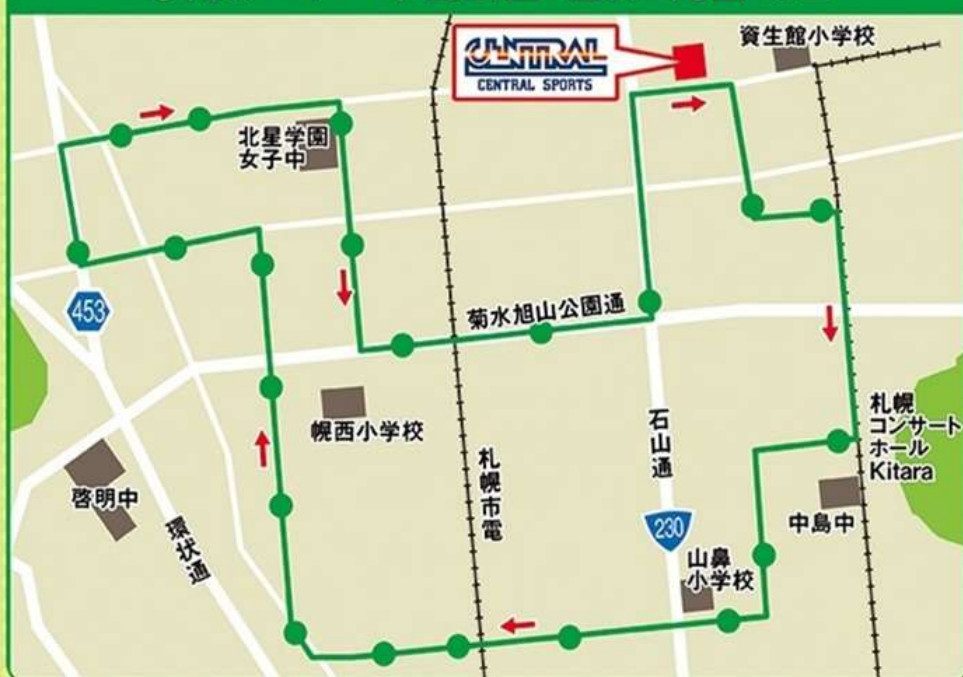 CENTRAL
CENTRAL SPORTS
資生館小学校
北星学園
女子中
453
菊水旭山公園通
幌西小学校
札幌市電
石山通
230
札幌
コンサート
ホール
Kitara
中島中
山鼻
小学校
啓明中
環状通